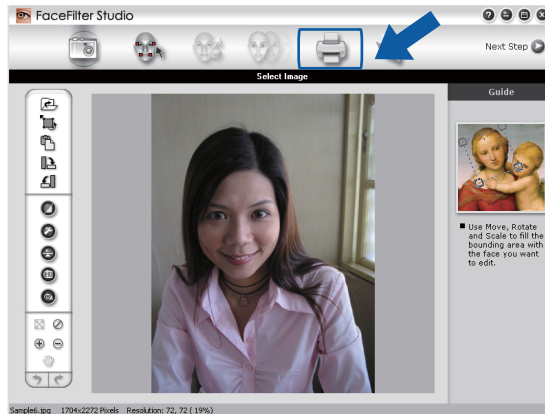 FaceFilter Studio
Next Step
Select Image
Guide
■ Use Move, Rotate
and Scale to fill the
bounding area with
the face you want
to edit.
Sample6.jpg 1704x2272 Pixels Resolution: 72, 72 ( 19%)